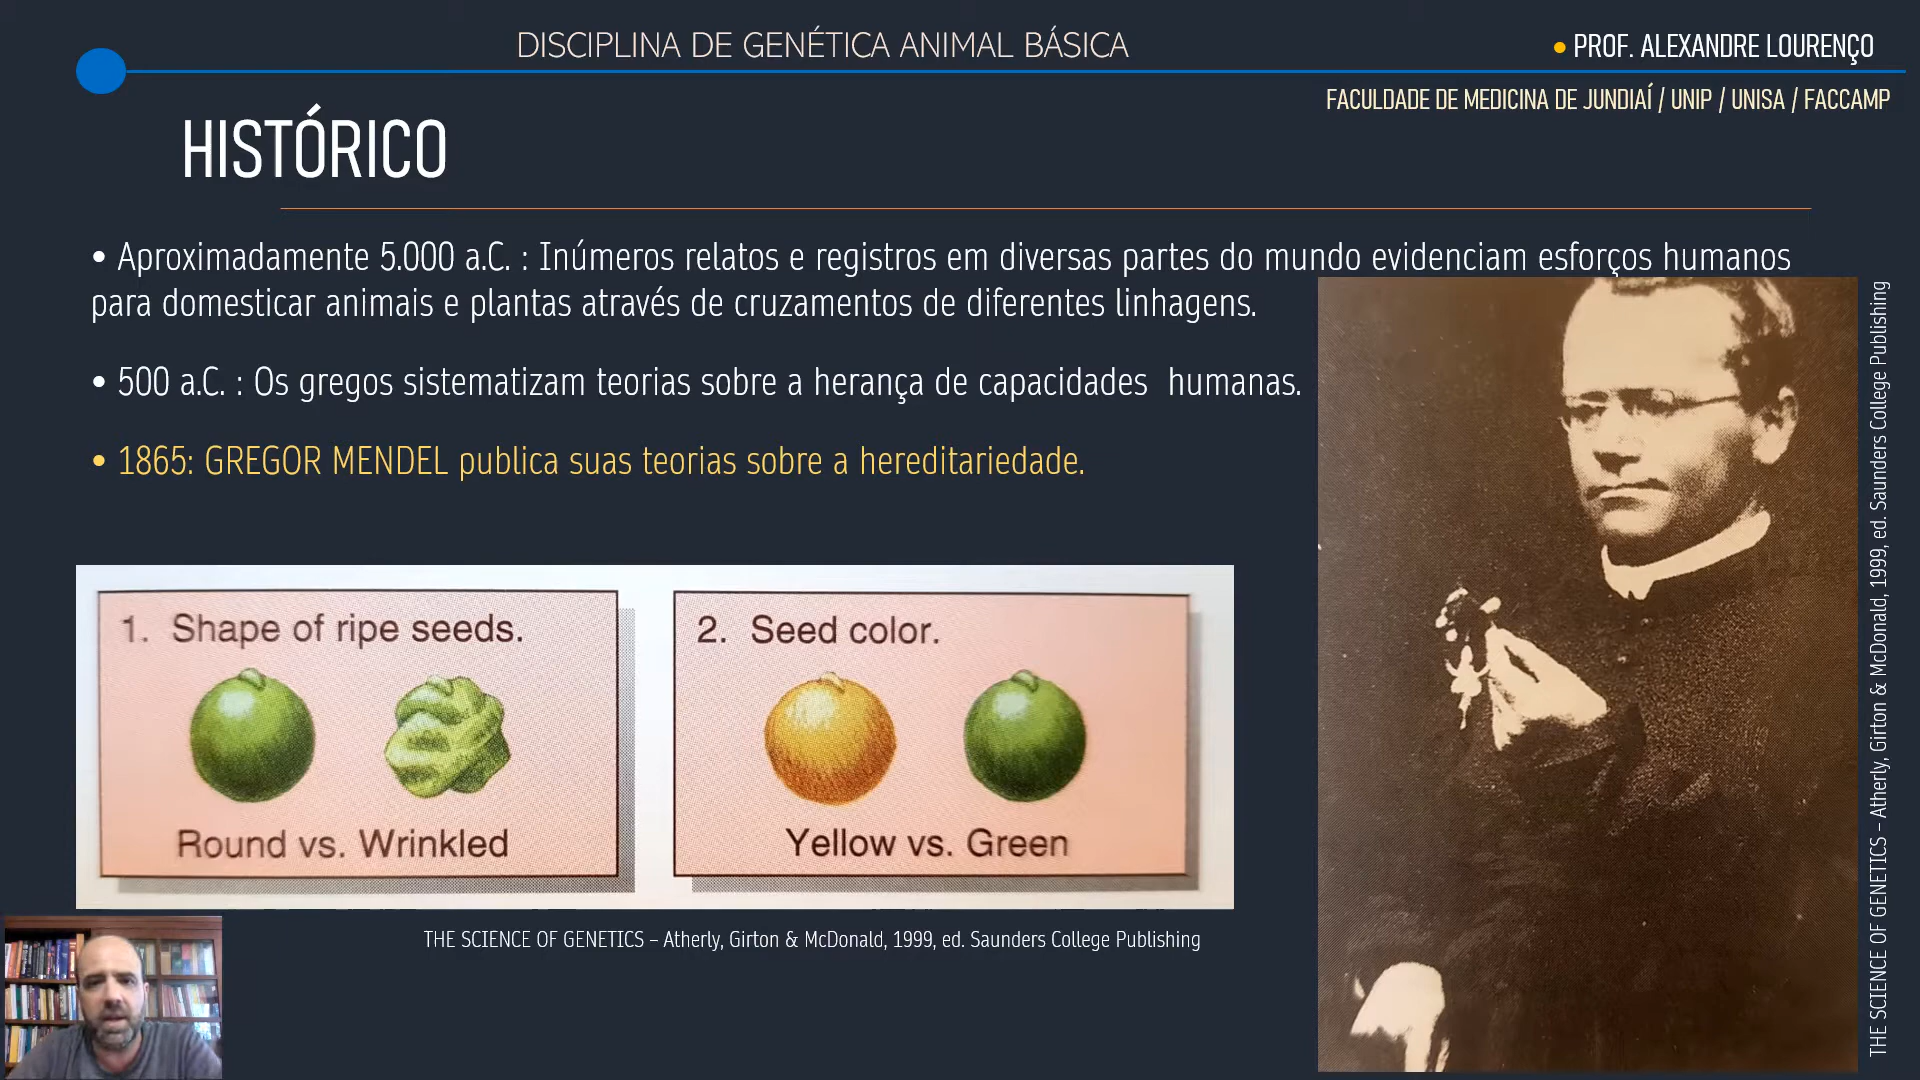 DISCIPLINA DE GENÉTICA ANIMAL BÁSICA
• PROF. ALEXANDRE LOURENÇO
FACULDADE DE MEDICINA DE JUNDIAÍ / UNIP / UNISA / FACCAMP
HISTÓRICO
• Aproximadamente 5.000 a.C. : Inúmeros relatos e registros em diversas partes do mundo evidenciam esforços humanos
para domesticar animais e plantas através de cruzamentos de diferentes linhagens.
• 500 a.C. : Os gregos sistematizam teorias sobre a herança de capacidades humanas.
• 1865: GREGOR MENDEL publica suas teorias sobre a hereditariedade.
1. Shape of ripe seeds.
Round vs. Wrinkled
2. Seed color.
Yellow vs. Green
THE SCIENCE OF GENETICS – Atherly, Girton & McDonald, 1999, ed. Saunders College Publishing
THE SCIENCE OF GENETICS – Atherly, Girton & McDonald, 1999, ed. Saunders College Publishing